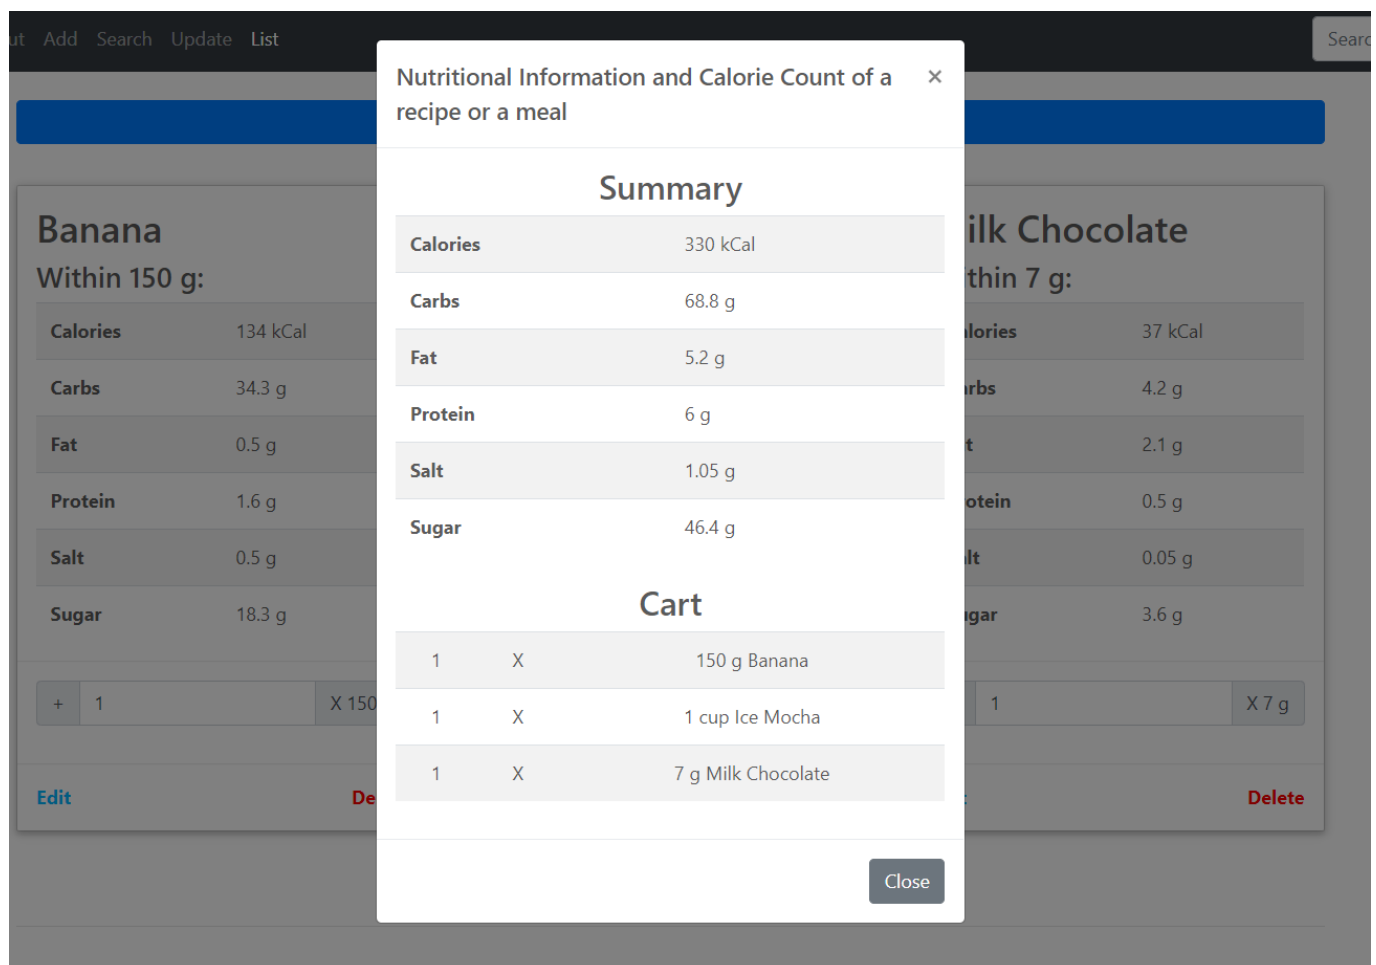 ut Add Search Update List Searc
Nutritional Information and Calorie Count of a
recipe or a meal
×
Summary
Calories 330 kCal
Carbs 68.8 g
Fat 5.2 g
Protein 6 g
Salt 1.05 g
Sugar 46.4 g
Cart
1 X 150 g Banana
1 X 1 cup Ice Mocha
1 X 7 g Milk Chocolate
Close
Banana
Within 150 g:
Calories 134 kCal
Carbs 34.3 g
Fat 0.5 g
Protein 1.6 g
Salt 0.5 g
Sugar 18.3 g
+ 1 X 150
Edit De
ilk Chocolate
thin 7 g:
lories 37 kCal
rbs 4.2 g
t 2.1 g
otein 0.5 g
lt 0.05 g
gar 3.6 g
1 X 7 g
Delete